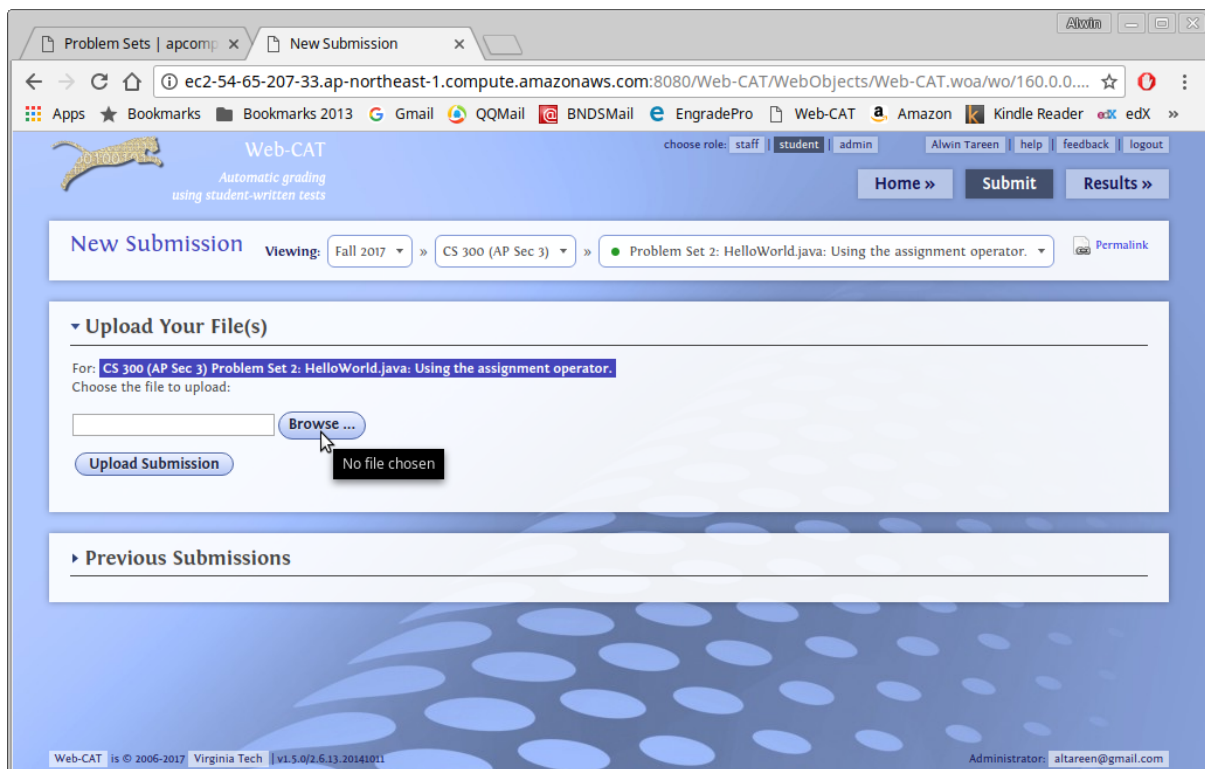 Alwin
Problem Sets | apcomp
New Submission
ec2-54-65-207-33.ap-northeast-1.compute.amazonaws.com:8080/Web-CAT/WebObjects/Web-CAT.woa/wo/160.0.0....
Apps Bookmarks Bookmarks 2013 Gmail QQMail BNDSMail EngradePro Web-CAT Amazon Kindle Reader edX »
Web-CAT
Automatic grading
using student-written tests
choose role: staff | student | admin Alwin Tareen | help | feedback | logout
Home » Submit Results »
New Submission Viewing: Fall 2017 » CS 300 (AP Sec 3) » Problem Set 2: HelloWorld.java: Using the assignment operator. Permalink
Upload Your File(s)
For: CS 300 (AP Sec 3) Problem Set 2: HelloWorld.java: Using the assignment operator.
Choose the file to upload:
Browse ...
Upload Submission
No file chosen
Previous Submissions
Web-CAT is © 2006-2017 Virginia Tech | v1.5.0/2.6.13.20141011 Administrator: altareen@gmail.com